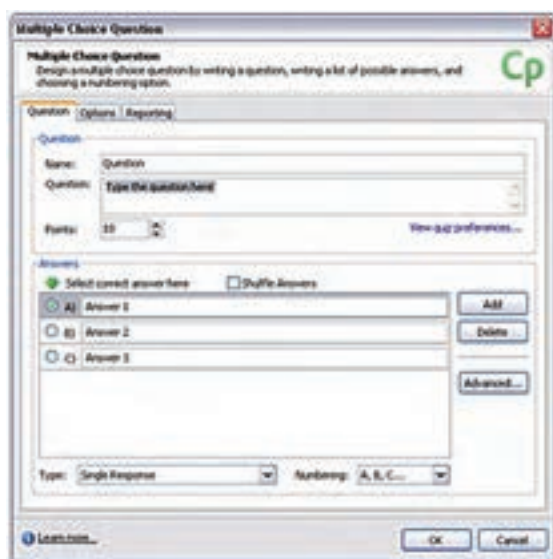 Multiple Choice Question
Multiple Choice Question
Design a multiple choice question by writing a question, writing a list of possible answers, and
choosing a numbering option.
Cp
Question Options Reporting
Question
Name: Question
Question: Type the question here
Points: 10 View quiz preferences...
Answers
Select correct answer here Shuffle Answers
A) Answer 1 Add
B) Answer 2 Delete
C) Answer 3
Advanced...
Type: Single Response Numbering: A, B, C...
Learn more... OK Cancel